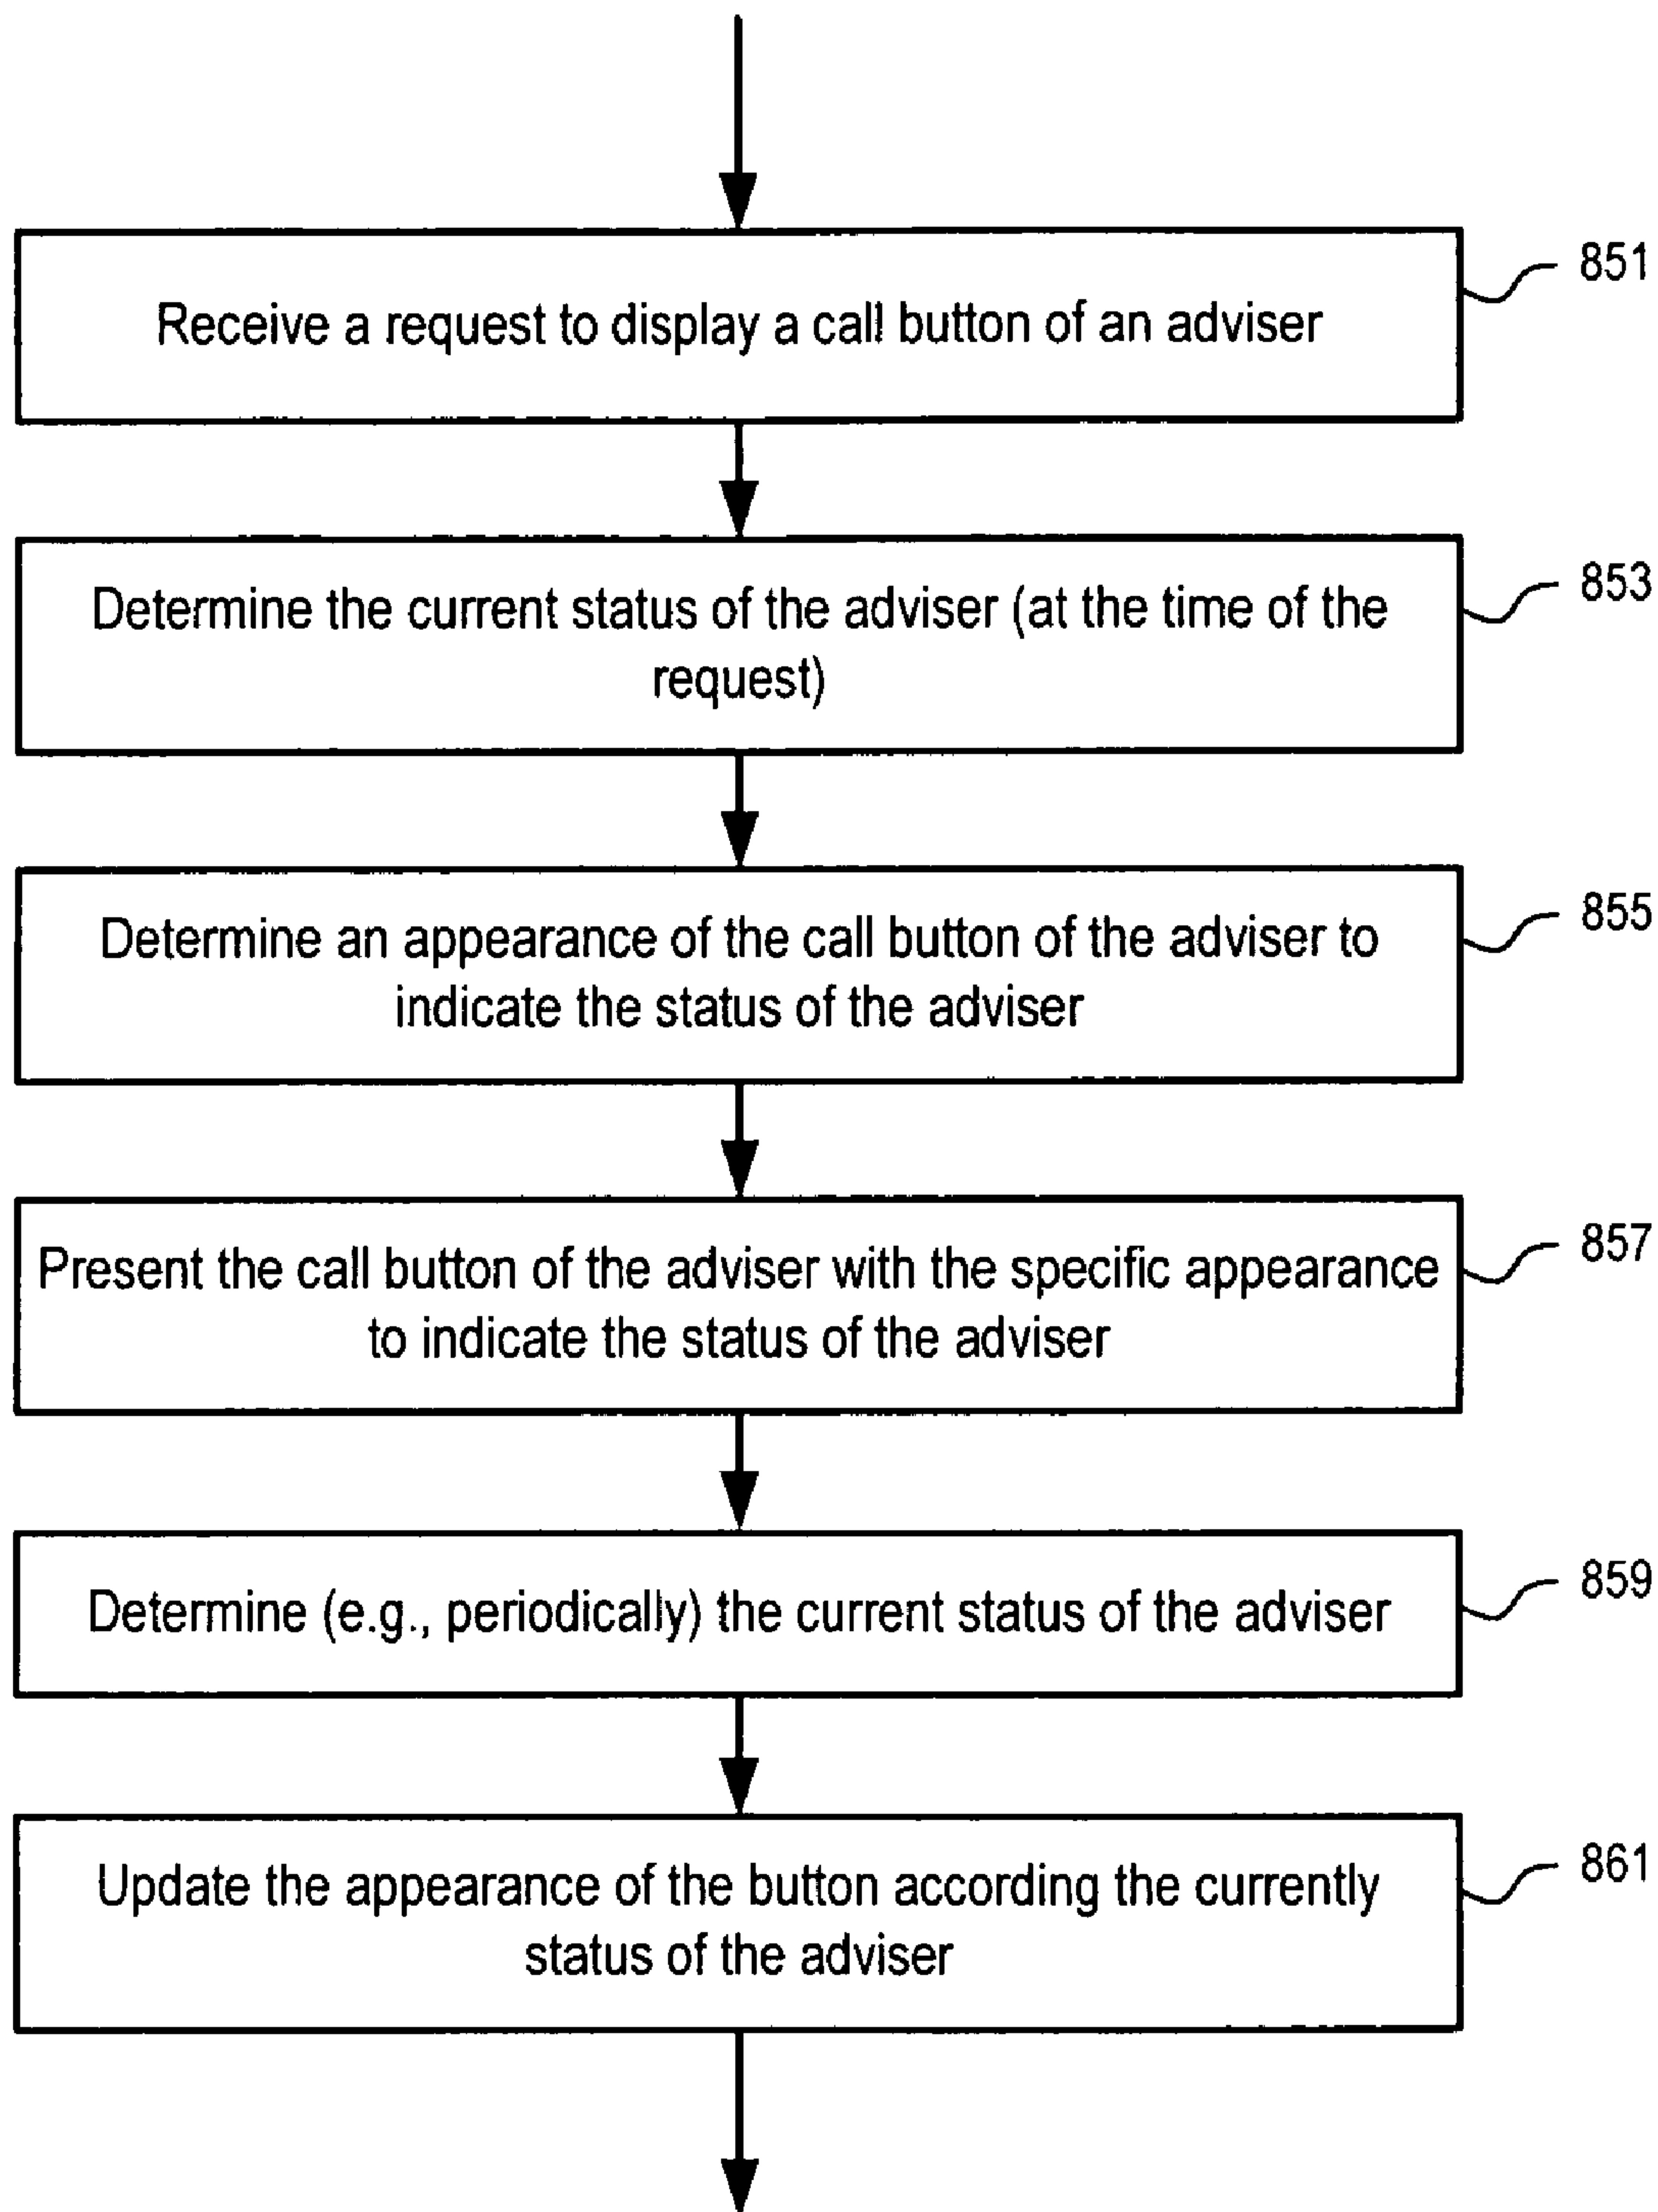 Receive a request to display a call button of an adviser
851
Determine the current status of the adviser (at the time of the
request)
853
Determine an appearance of the call button of the adviser to
indicate the status of the adviser
855
Present the call button of the adviser with the specific appearance
to indicate the status of the adviser
857
Determine (e.g., periodically) the current status of the adviser
859
Update the appearance of the button according the currently
status of the adviser
861